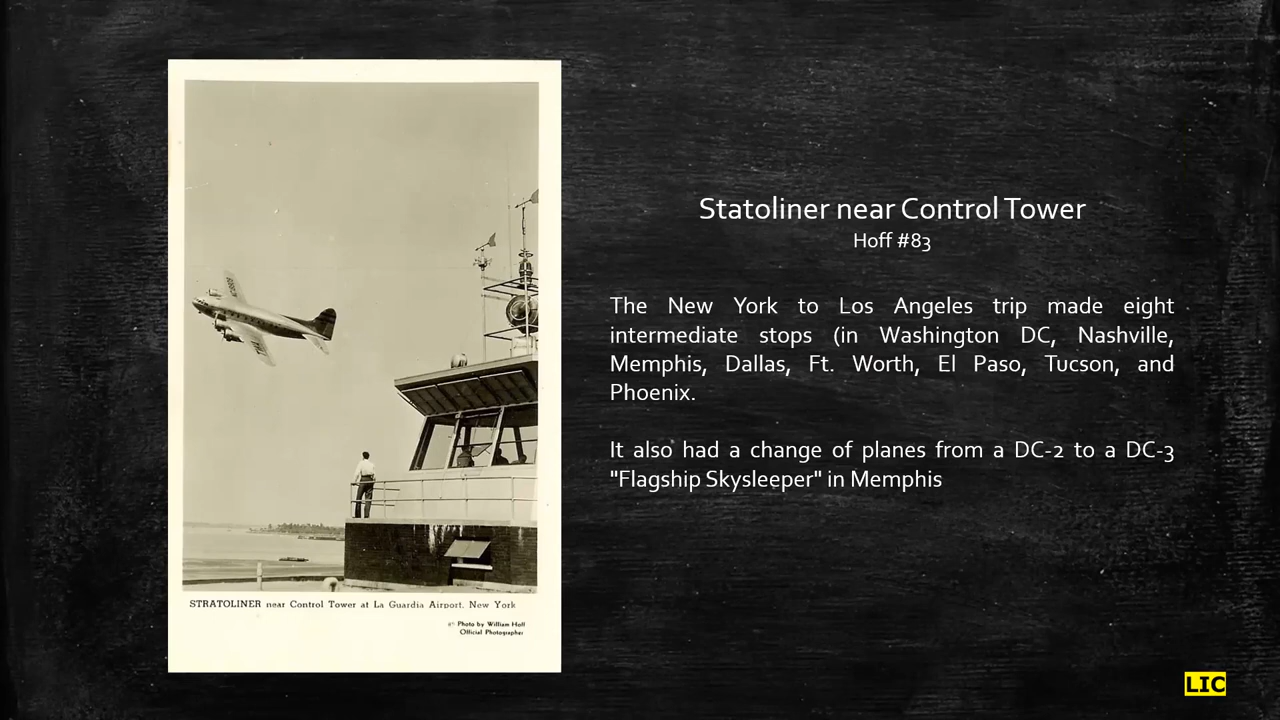 Statoliner near Control Tower
Hoff #83
The New York to Los Angeles trip made eight
intermediate stops (in Washington DC, Nashville,
Memphis, Dallas, Ft. Worth, El Paso, Tucson, and
Phoenix.
It also had a change of planes from a DC-2 to a DC-3
"Flagship Skysleeper" in Memphis
STRATOLINER near Control Tower at La Guardia Airport, New York
Photo by William Hoff
Official Photographer
LIC